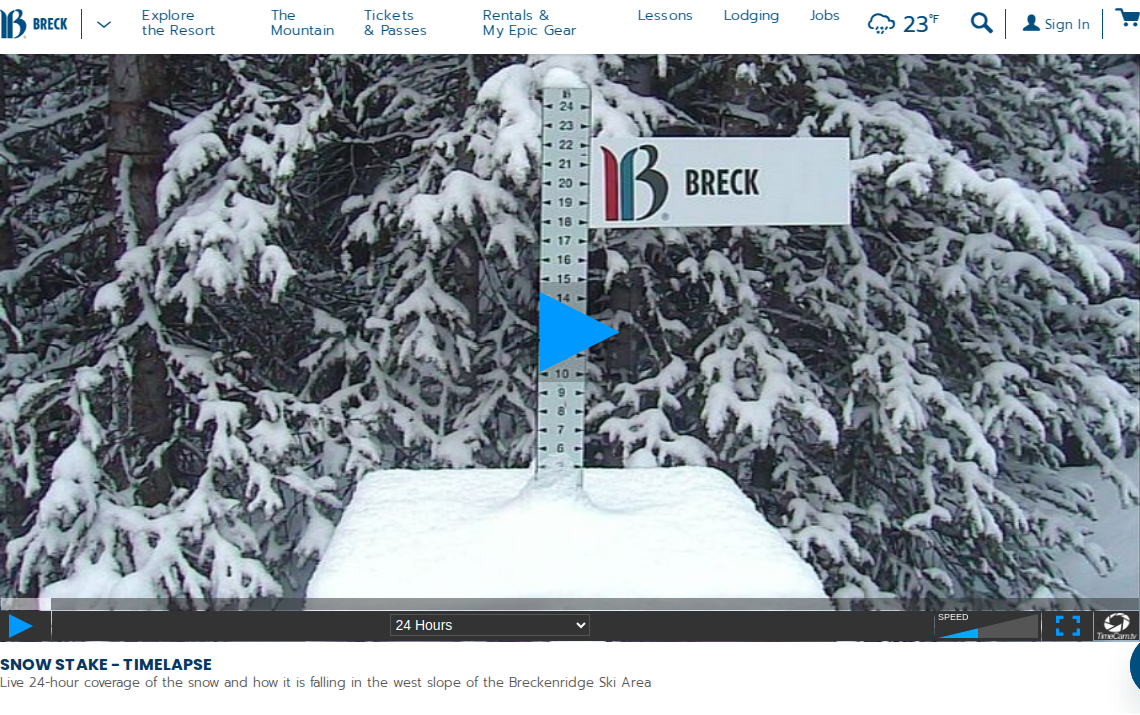 BRECK
Explore
the Resort
The
Mountain
Tickets
& Passes
Rentals &
My Epic Gear
Lessons
Lodging
Jobs
23°F
Sign In
24
23
22
21
20
19
18
17
16
15
14
10
9
8
7
6
B BRECK
24 Hours
SPEED
TimeCam.tv
SNOW STAKE - TIMELAPSE
Live 24-hour coverage of the snow and how it is falling in the west slope of the Breckenridge Ski Area